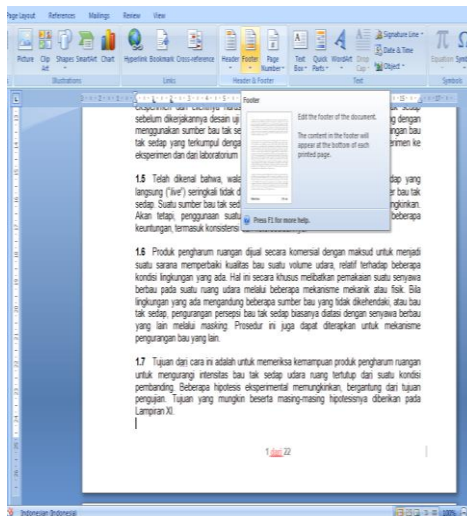 Page Layout References Mailings Review View
Picture Clip Art Shapes SmartArt Chart Hyperlink Bookmark Cross-reference Header Footer Page Number Text Box Quick Parts WordArt Drop Cap Signature Line Date & Time Object Equation
Illustrations Links Header & Footer Text Symbols
Footer
Edit the footer of the document.
The content in the footer will appear at the bottom of each printed page.
Press F1 for more help.
sebelum dikerjakannya desain uji dengan
menggunakan sumber bau tak
tak sedap yang terkumpul ke
eksperimen dan dari laboratorium
1.5 Telah dikenal bahwa, yang
langsung ("live") seringkali tidak bau tak
sedap. Suatu sumber bau tak
Akan tetapi, penggunaan suatu beberapa
keuntungan, termasuk konsistensi
1.6 Produk pengharum ruangan dijual secara komersial dengan maksud untuk menjadi
suatu sarana memperbaiki kualitas bau suatu volume udara, relatif terhadap beberapa
kondisi lingkungan yang ada. Hal ini secara khusus melibatkan pemakaian suatu senyawa
berbau pada suatu ruang udara melalui beberapa mekanisme mekanik atau fisik. Bila
lingkungan yang ada mengandung beberapa sumber bau yang tidak dikehendaki, atau bau
tak sedap, pengurangan persepsi bau tak sedap biasanya diatasi dengan senyawa berbau
yang lain melalui masking. Prosedur ini juga dapat diterapkan untuk mekanisme
pengurangan bau yang lain.
1.7 Tujuan dari cara ini adalah untuk memeriksa kemampuan produk pengharum ruangan
untuk mengurangi intensitas bau tak sedap udara ruang tertutup dari suatu kondisi
pembanding. Beberapa hipotesis eksperimental memungkinkan, bergantung dari tujuan
pengujian. Tujuan yang mungkin beserta masing-masing hipotesisnya diberikan pada
Lampiran XI.
1 dari 22
Indonesian (Indonesia) 100%